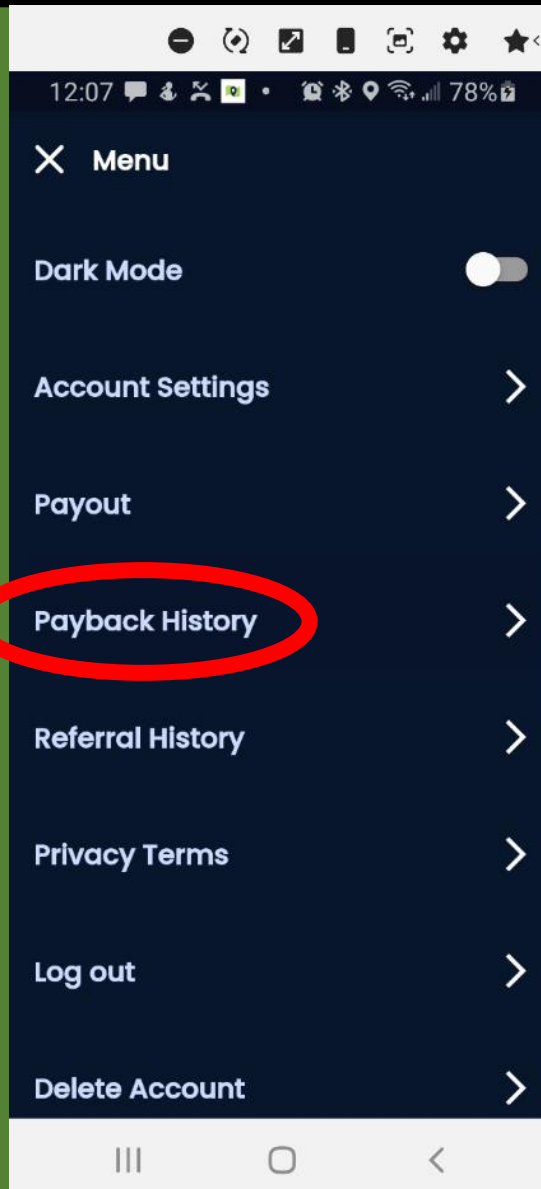 12:07 78%
Menu
Dark Mode
Account Settings
Payout
Payback History
Referral History
Privacy Terms
Log out
Delete Account